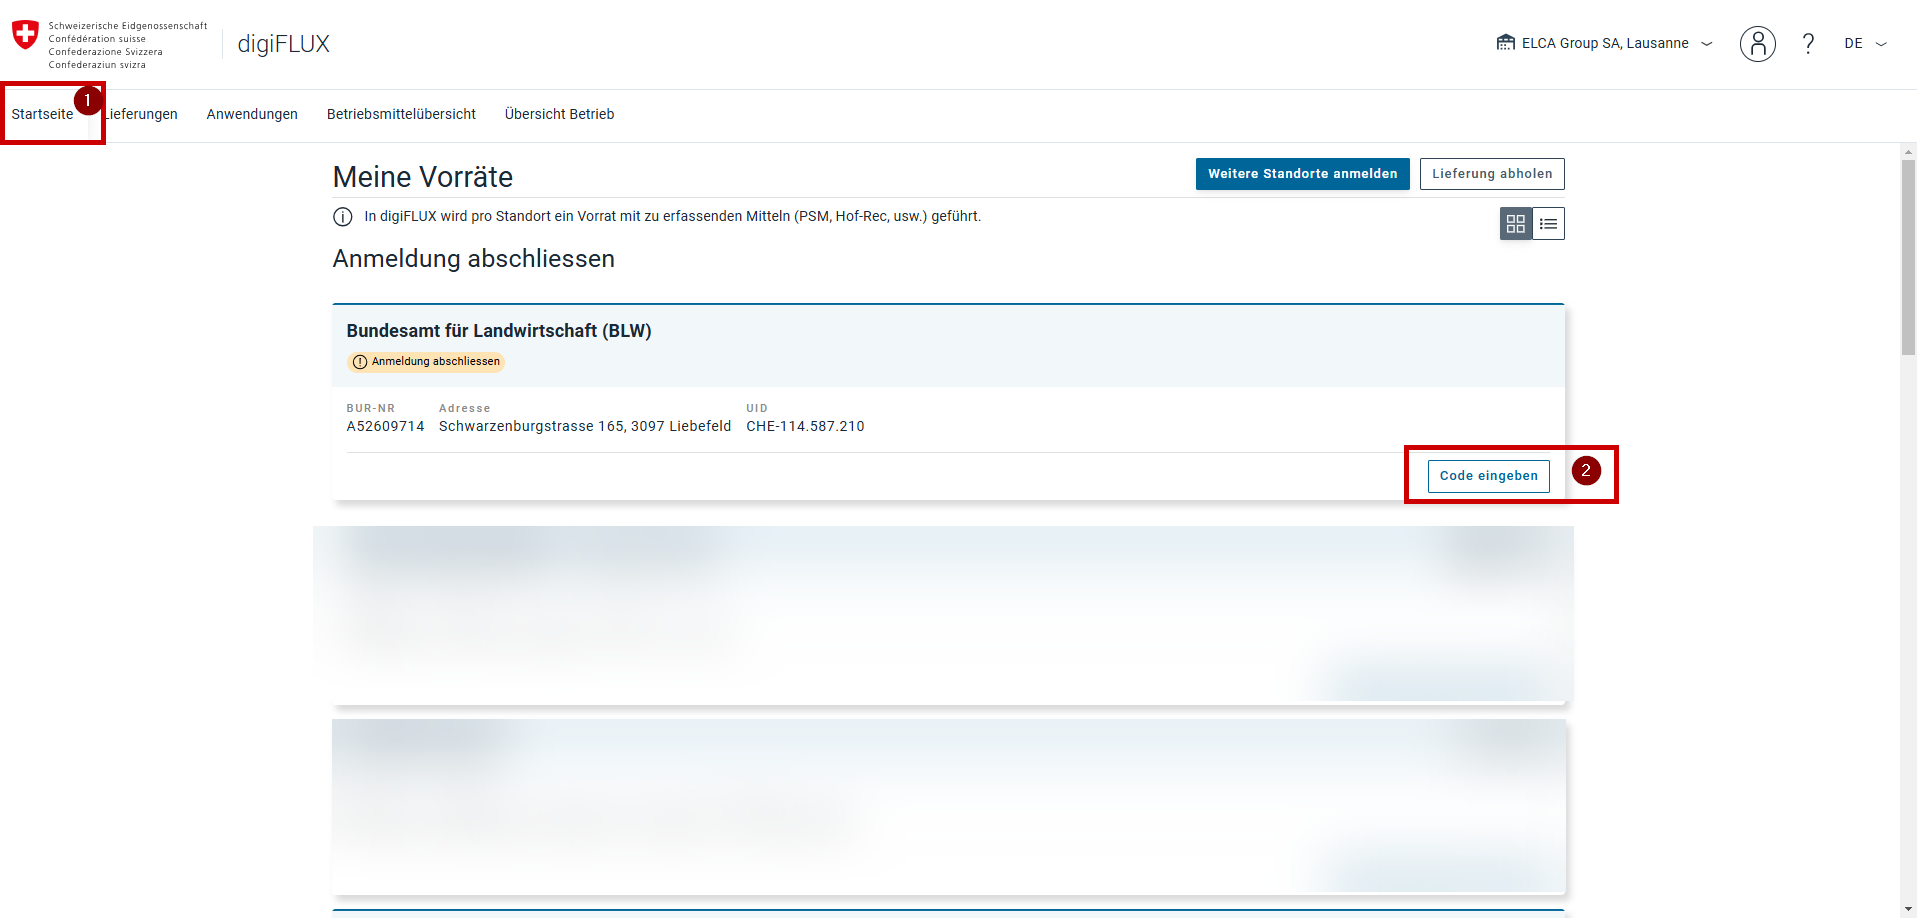 Schweizerische Eidgenossenschaft
Confédération suisse
Confederazione Svizzera
Confederaziun svizra
digiFLUX
ELCA Group SA, Lausanne
?
DE
Startseite
1
Lieferungen
Anwendungen
Betriebsmittelübersicht
Übersicht Betrieb
Meine Vorräte
Weitere Standorte anmelden
Lieferung abholen
In digiFLUX wird pro Standort ein Vorrat mit zu erfassenden Mitteln (PSM, Hof-Rec, usw.) geführt.
Anmeldung abschliessen
Bundesamt für Landwirtschaft (BLW)
Anmeldung abschliessen
BUR-NR Adresse UID
A52609714 Schwarzenburgstrasse 165, 3097 Liebefeld CHE-114.587.210
Code eingeben
2